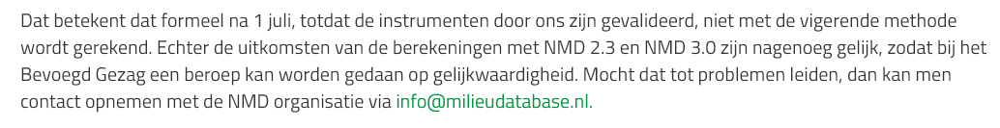 Dat betekent dat formeel na 1 juli, totdat de instrumenten door ons zijn gevalideerd, niet met de vigerende methode
wordt gerekend. Echter de uitkomsten van de berekeningen met NMD 2.3 en NMD 3.0 zijn nagenoeg gelijk, zodat bij het
Bevoegd Gezag een beroep kan worden gedaan op gelijkwaardigheid. Mocht dat tot problemen leiden, dan kan men
contact opnemen met de NMD organisatie via info@milieudatabase.nl.